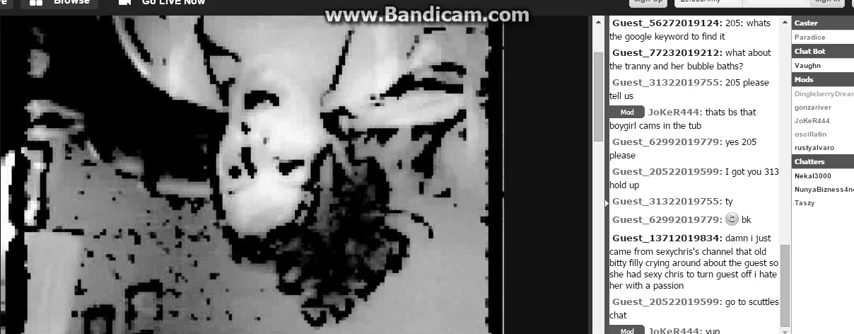 Browse
Go LIVE Now
www.Bandicam.com
Guest_56272019124: 205: whats
the google keyword to find it
Guest_77232019212: what about
the tranny and her bubble baths?
Guest_31322019755: 205 please
tell us
Mod JoKeR444: thats bs that
boygirl cams in the tub
Guest_62992019779: yes 205
please
Guest_20522019599: I got you 313
hold up
Guest_31322019755: ty
Guest_62992019779: bk
Guest_13712019834: damn i just
came from sexychris's channel that old
bitty filly crying around about the guest so
she had sexy chris to turn guest off i hate
her with a passion
Guest_20522019599: go to scuttles
chat
Mod JoKeR444: yup
Caster
Paradice
Chat Bot
Vaughn
Mods
DingleberryDrea
gonzariver
JoKeR444
oscillatin
rustyalvaro
Chatters
Nekal3000
NunyaBizness4n
Taszy